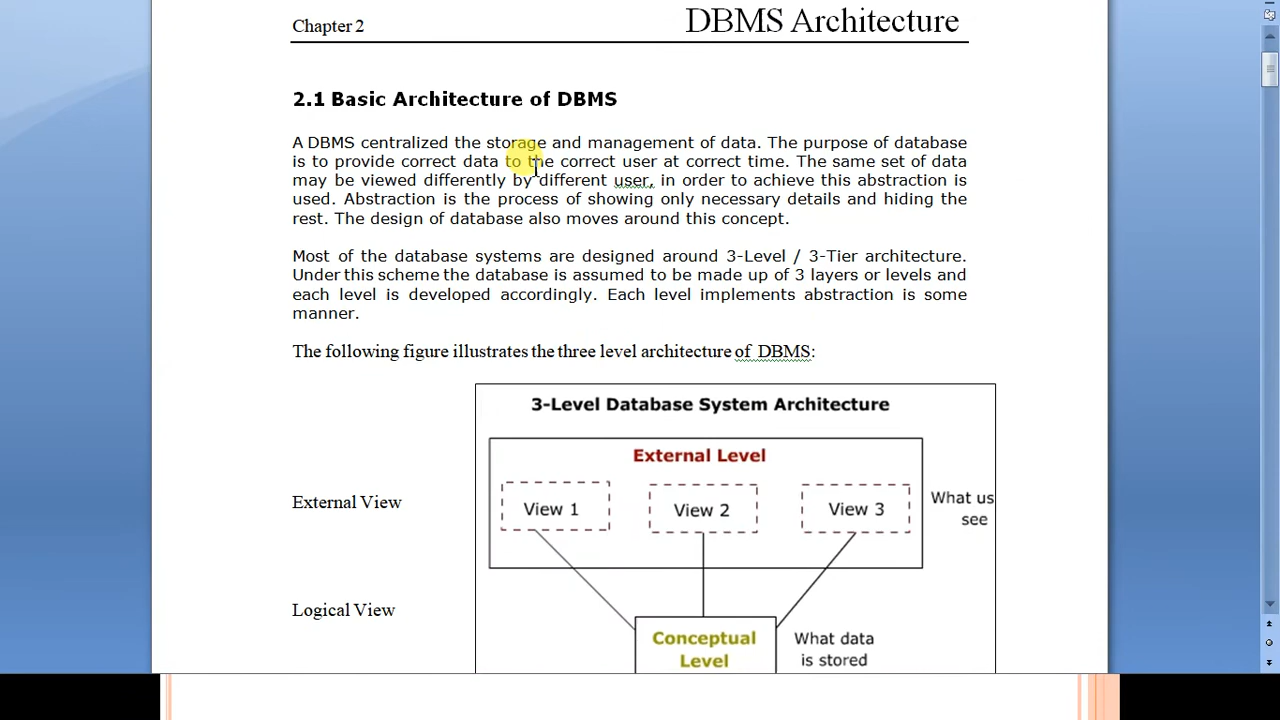 Chapter 2
DBMS Architecture
2.1 Basic Architecture of DBMS
A DBMS centralized the storage and management of data. The purpose of database
is to provide correct data to the correct user at correct time. The same set of data
may be viewed differently by different user, in order to achieve this abstraction is
used. Abstraction is the process of showing only necessary details and hiding the
rest. The design of database also moves around this concept.
Most of the database systems are designed around 3-Level / 3-Tier architecture.
Under this scheme the database is assumed to be made up of 3 layers or levels and
each level is developed accordingly. Each level implements abstraction is some
manner.
The following figure illustrates the three level architecture of DBMS:
3-Level Database System Architecture
External Level
External View
View 1
View 2
View 3
What us
see
Logical View
Conceptual
Level
What data
is stored